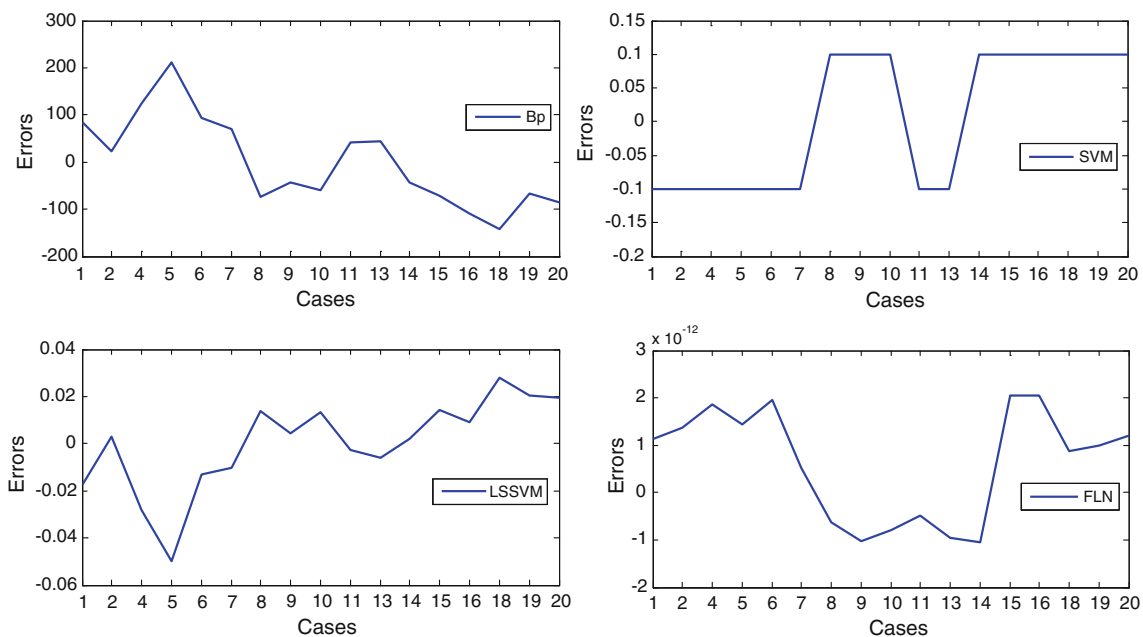 300
200
100
0
-100
-200
Errors
Bp
1 2 4 5 6 7 8 9 10 11 13 14 15 16 18 19 20
Cases
0.15
0.1
0.05
0
-0.05
-0.1
-0.15
-0.2
Errors
SVM
1 2 4 5 6 7 8 9 10 11 13 14 15 16 18 19 20
Cases
0.04
0.02
0
-0.02
-0.04
-0.06
Errors
LSSVM
1 2 4 5 6 7 8 9 10 11 13 14 15 16 18 19 20
Cases
x 10-12
3
2
1
0
-1
-2
Errors
FLN
1 2 4 5 6 7 8 9 10 11 13 14 15 16 18 19 20
Cases